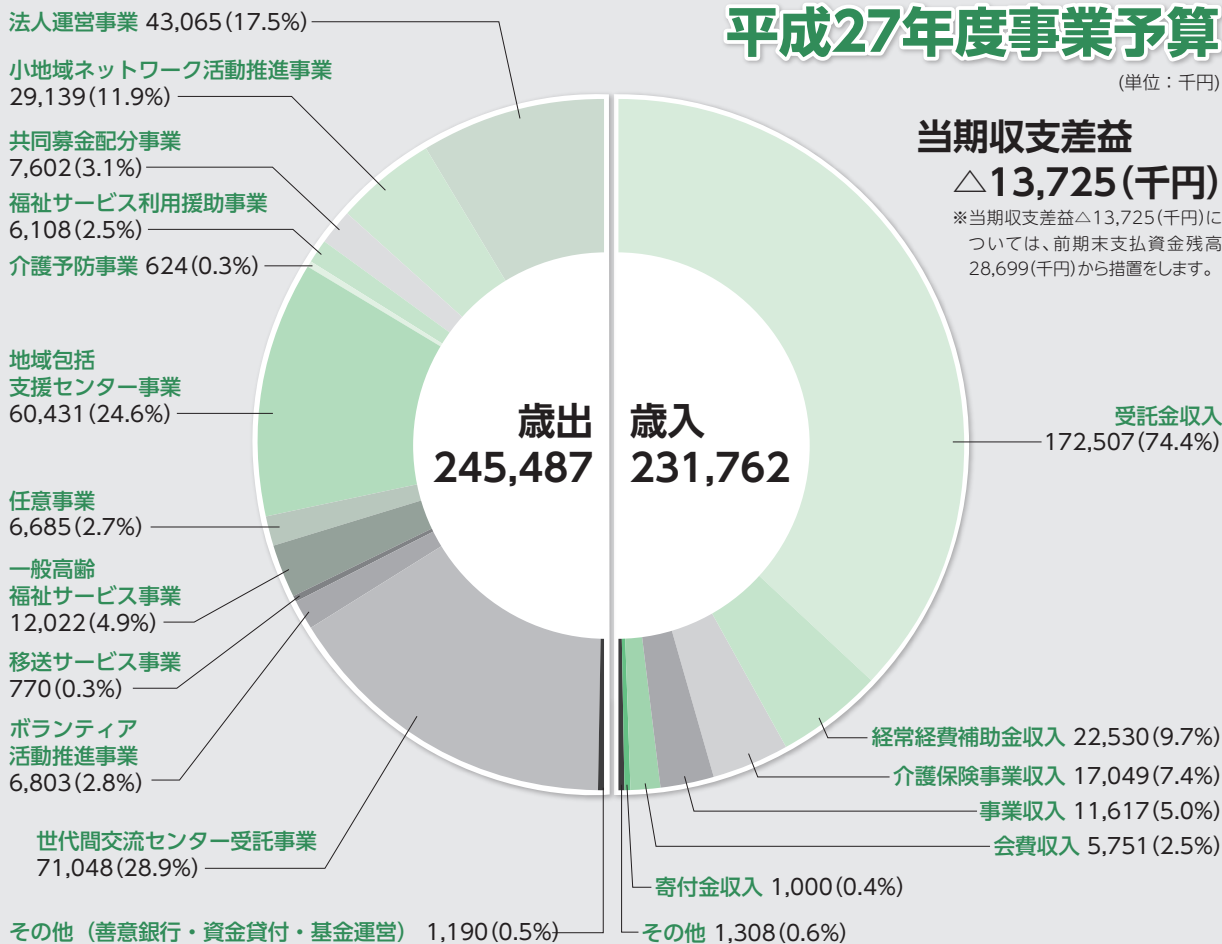 平成27年度事業予算
(単位：千円)
当期収支差益
△13,725(千円)
※当期収支差益△13,725(千円)に
ついては、前期末支払資金残高
28,699(千円)から措置をします。
法人運営事業 43,065(17.5%)
小地域ネットワーク活動推進事業
29,139(11.9%)
共同募金配分事業
7,602(3.1%)
福祉サービス利用援助事業
6,108(2.5%)
介護予防事業 624(0.3%)
地域包括
支援センター事業
60,431(24.6%)
任意事業
6,685(2.7%)
一般高齢
福祉サービス事業
12,022(4.9%)
移送サービス事業
770(0.3%)
ボランティア
活動推進事業
6,803(2.8%)
世代間交流センター受託事業
71,048(28.9%)
その他（善意銀行・資金貸付・基金運営） 1,190(0.5%)
歳出
245,487
歳入
231,762
受託金収入
172,507(74.4%)
経常経費補助金収入 22,530(9.7%)
介護保険事業収入 17,049(7.4%)
事業収入 11,617(5.0%)
会費収入 5,751(2.5%)
寄付金収入 1,000(0.4%)
その他 1,308(0.6%)